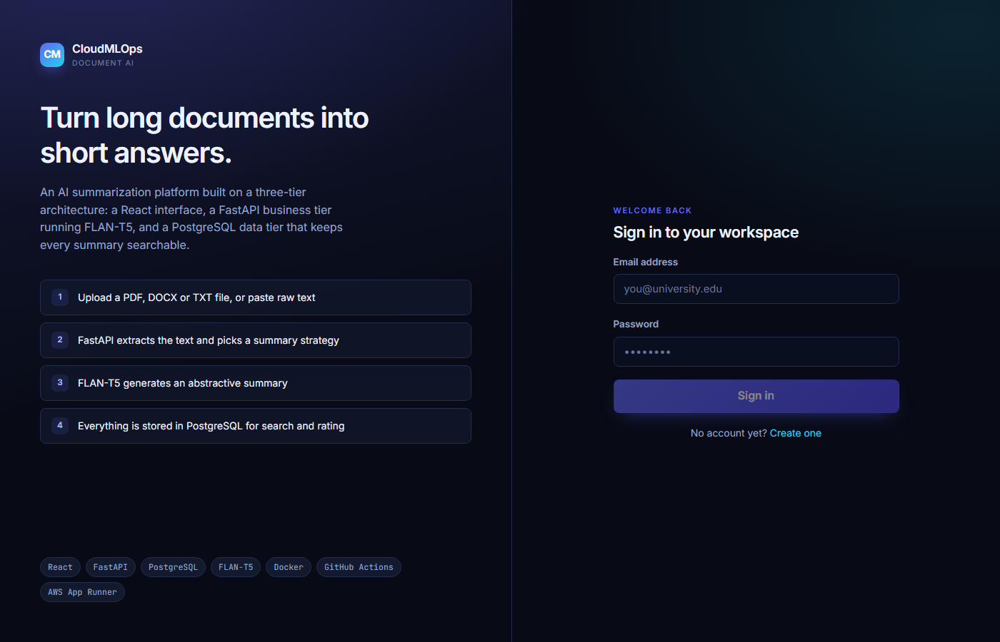 CM
CloudMLOps
DOCUMENT AI
Turn long documents into
short answers.
An AI summarization platform built on a three-tier
architecture: a React interface, a FastAPI business tier
running FLAN-T5, and a PostgreSQL data tier that keeps
every summary searchable.
1 Upload a PDF, DOCX or TXT file, or paste raw text
2 FastAPI extracts the text and picks a summary strategy
3 FLAN-T5 generates an abstractive summary
4 Everything is stored in PostgreSQL for search and rating
React FastAPI PostgreSQL FLAN-T5 Docker GitHub Actions
AWS App Runner
WELCOME BACK
Sign in to your workspace
Email address
you@university.edu
Password
••••••••
Sign in
No account yet? Create one